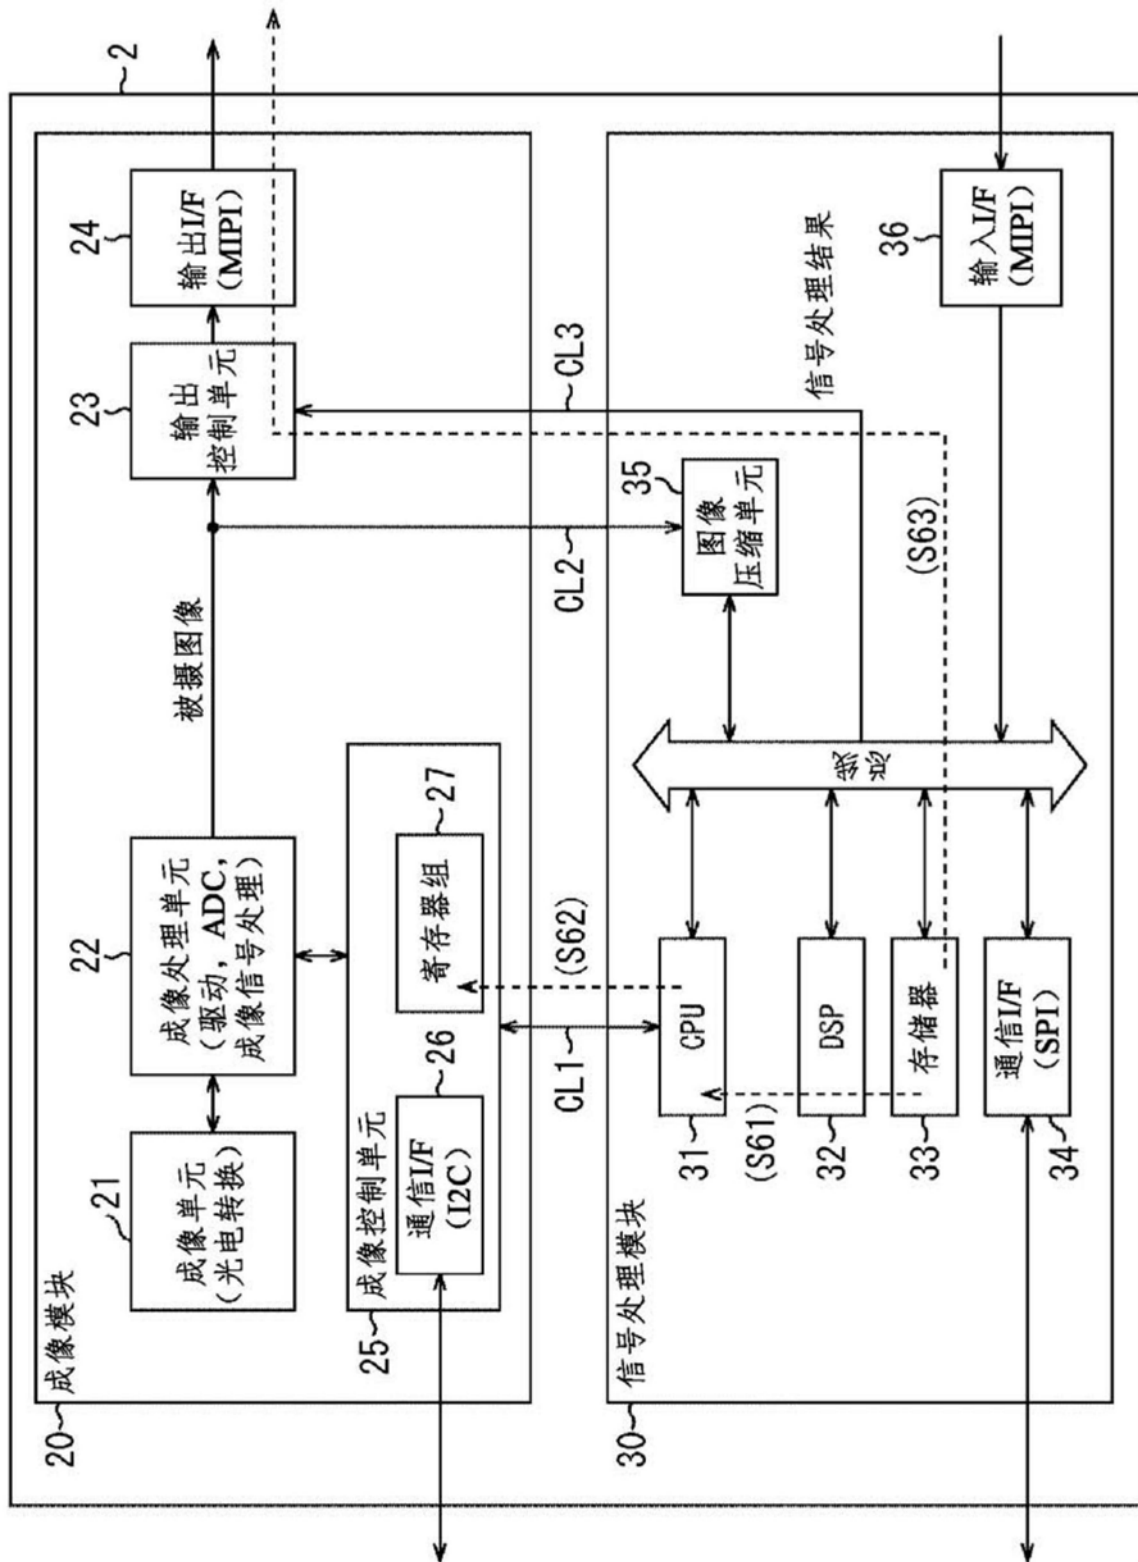 2
20
成像模块
21
成像单元
(光电转换)
22
成像处理单元
(驱动, ADC,
成像信号处理)
被摄图像
23
输出
控制单元
24
输出I/F
(MIPI)
25
成像控制单元
26
通信I/F
(I2C)
27
寄存器组
CL1
(S62)
CL2
CL3
30
信号处理模块
31
CPU
(S61)
32
DSP
33
存储器
34
通信I/F
(SPI)
35
图像
压缩单元
(S63)
信号处理结果
36
输入I/F
(MIPI)